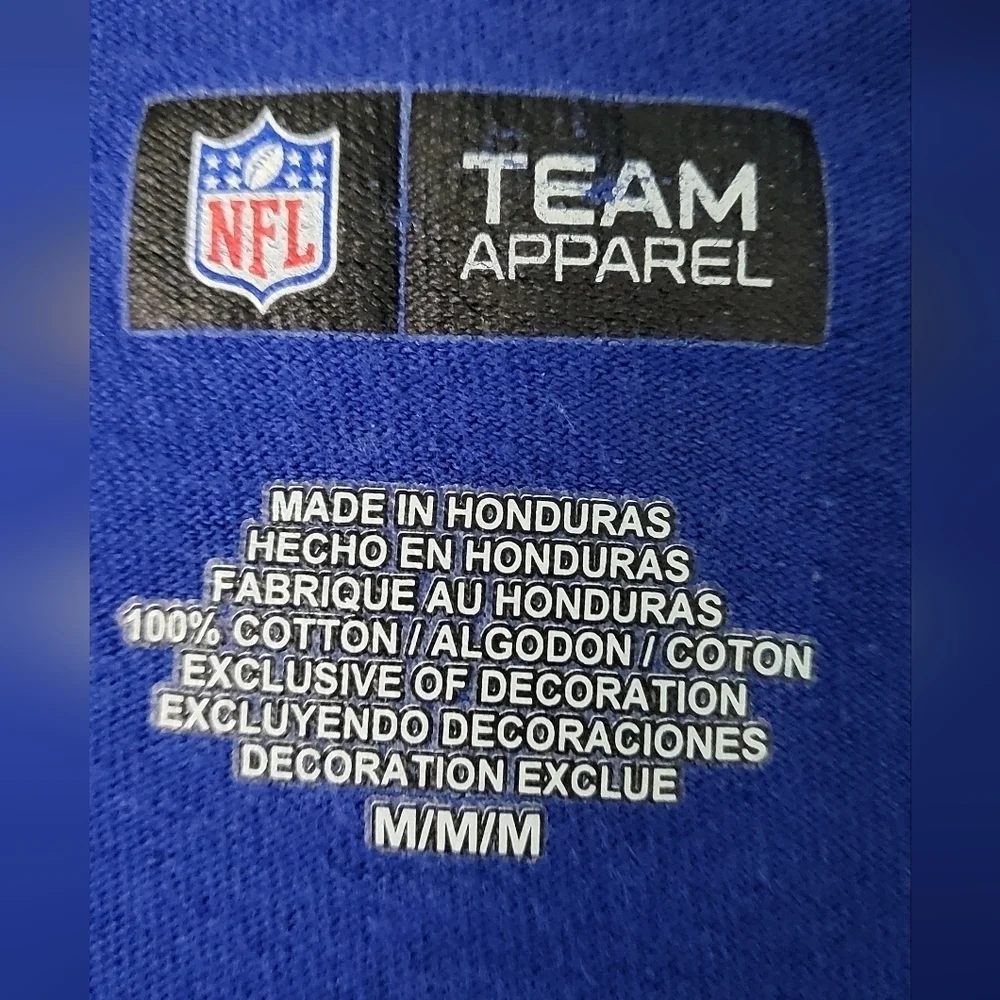 NFL
TEAM
APPAREL
MADE IN HONDURAS
HECHO EN HONDURAS
FABRIQUE AU HONDURAS
100% COTTON / ALGODON / COTON
EXCLUSIVE OF DECORATION
EXCLUYENDO DECORACIONES
DECORATION EXCLUE
M/M/M